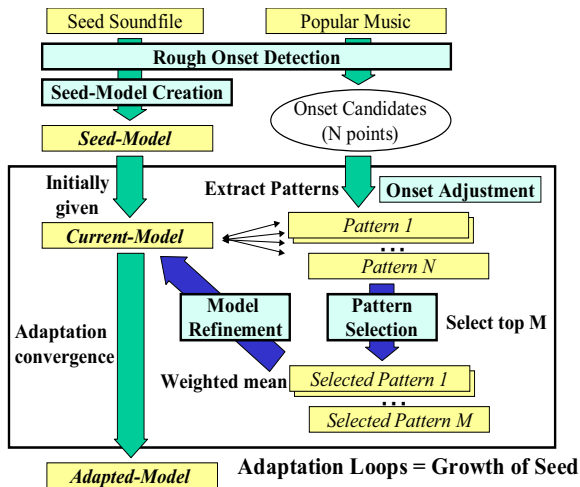 Seed Soundfile
Popular Music
Rough Onset Detection
Seed-Model Creation
Onset Candidates
(N points)
Seed-Model
Initially
given
Extract Patterns
Onset Adjustment
Current-Model
Pattern 1
...
Pattern N
Model
Refinement
Pattern
Selection
Select top M
Adaptation
convergence
Weighted mean
Selected Pattern 1
...
Selected Pattern M
Adapted-Model
Adaptation Loops = Growth of Seed